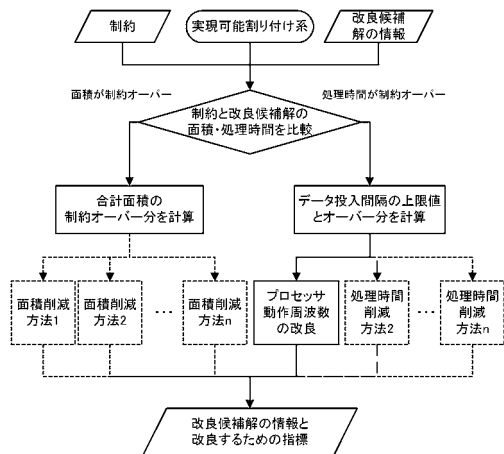 制約
実現可能割り付け系
改良候補
解の情報
面積が制約オーバー
処理時間が制約オーバー
制約と改良候補解の
面積・処理時間を比較
合計面積の
制約オーバー分を計算
データ投入間隔の上限値
とオーバー分を計算
面積削減
方法1
面積削減
方法2
…
面積削減
方法n
プロセッサ
動作周波数
の改良
処理時間
削減
方法2
…
処理時間
削減
方法n
改良候補解の情報と
改良するための指標